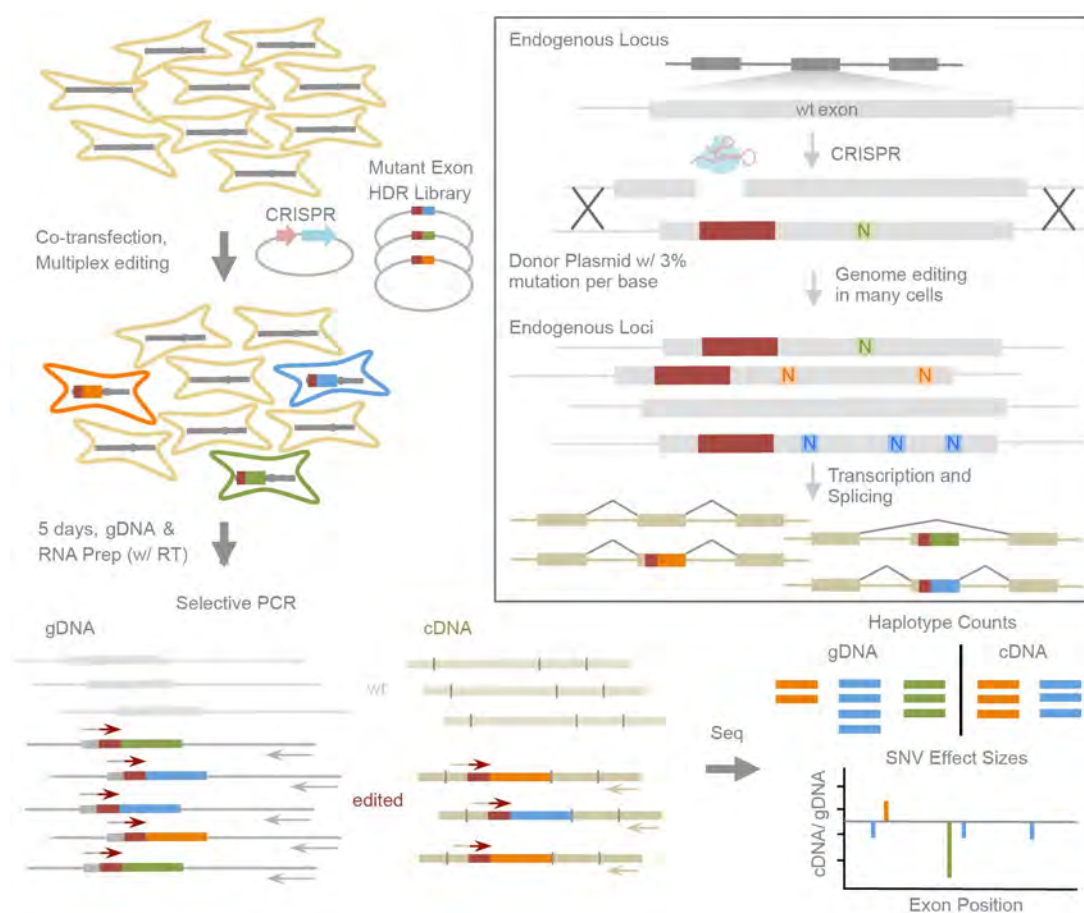 Co-transfection,
Multiplex editing
CRISPR
Mutant Exon
HDR Library
5 days, gDNA &
RNA Prep (w/ RT)
Endogenous Locus
wt exon
CRISPR
N
Donor Plasmid w/ 3%
mutation per base
Genome editing
in many cells
Endogenous Loci
N
N N
N N N
Transcription and
Splicing
Selective PCR
gDNA
cDNA
wt
edited
Seq
Haplotype Counts
gDNA cDNA
SNV Effect Sizes
cDNA/ gDNA
Exon Position